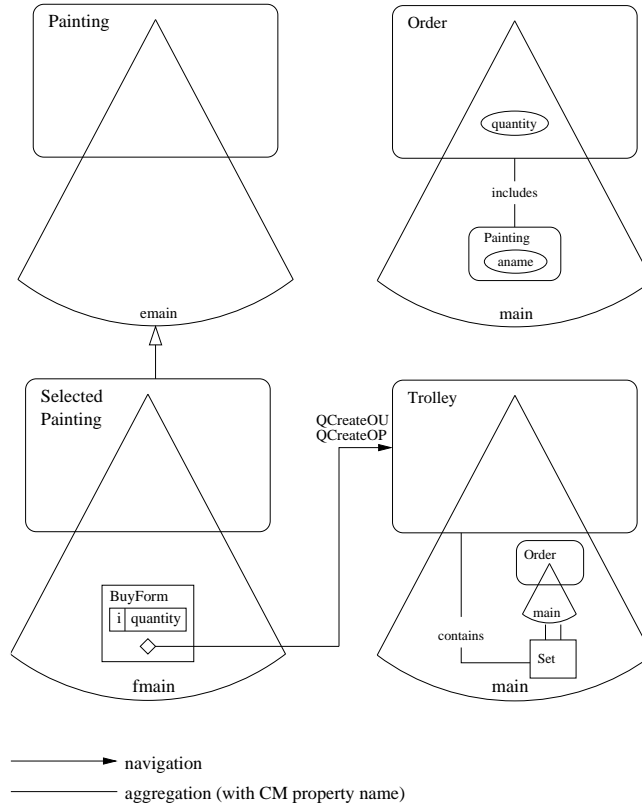 Painting
emain
Order
quantity
includes
Painting
aname
main
Selected
Painting
BuyForm
i quantity
fmain
QCreateOU
QCreateOP
Trolley
Order
main
contains
Set
main
navigation
aggregation (with CM property name)